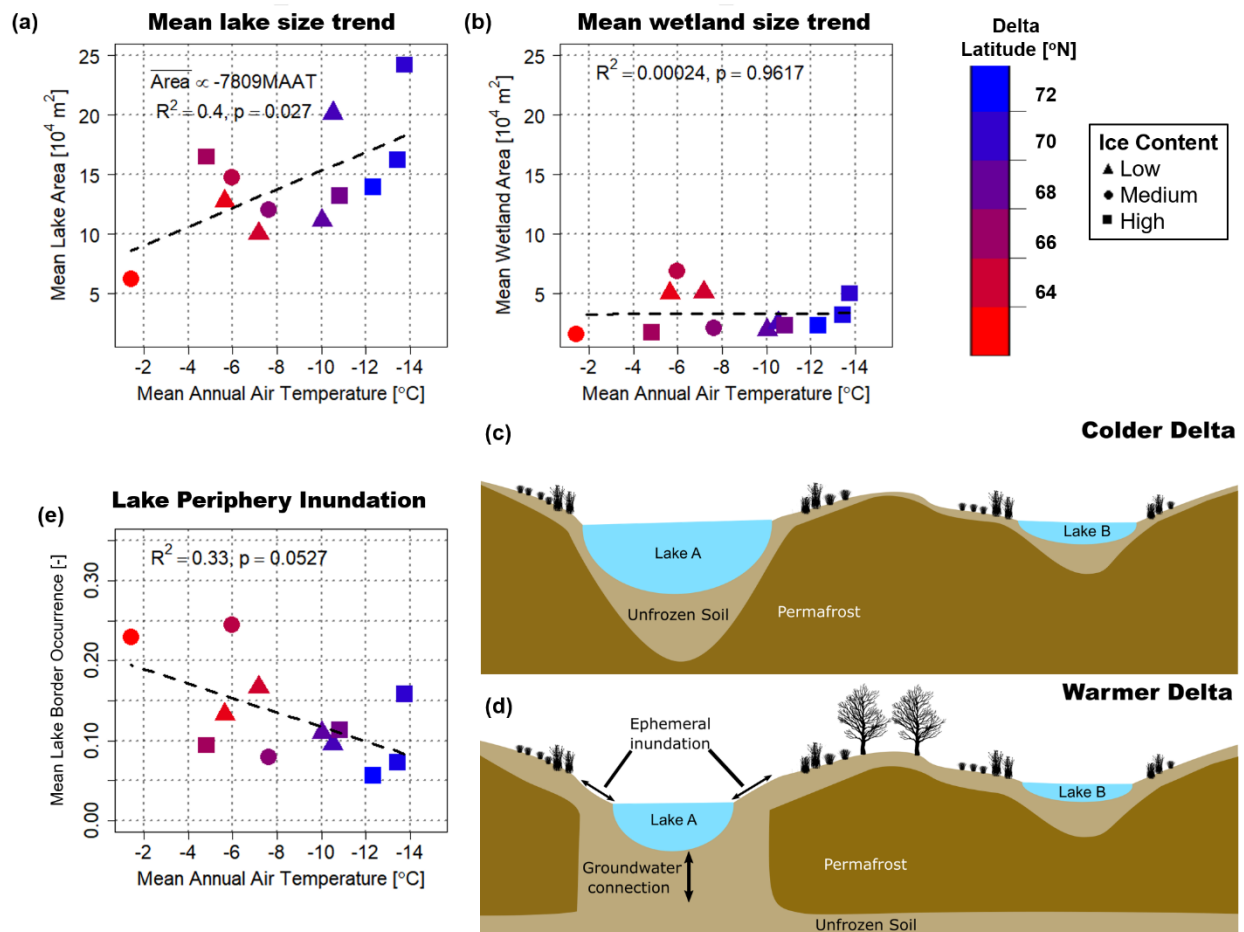 (a)
Mean lake size trend
Area ∝ -7809MAAT
R² = 0.4, p = 0.027
Mean Lake Area [10⁴ m²]
25
20
15
10
5
-2 -4 -6 -8 -10 -12 -14
Mean Annual Air Temperature [°C]
(b)
Mean wetland size trend
R² = 0.00024, p = 0.9617
Mean Wetland Area [10⁴ m²]
25
20
15
10
5
-2 -4 -6 -8 -10 -12 -14
Mean Annual Air Temperature [°C]
Delta
Latitude [°N]
72
70
68
66
64
Ice Content
Low
Medium
High
(c)
Colder Delta
Lake A
Lake B
Unfrozen Soil
Permafrost
(e)
Lake Periphery Inundation
R² = 0.33, p = 0.0527
Mean Lake Border Occurrence [-]
0.30
0.20
0.10
0.00
-2 -4 -6 -8 -10 -12 -14
Mean Annual Air Temperature [°C]
(d)
Warmer Delta
Ephemeral
inundation
Lake A
Lake B
Groundwater
connection
Permafrost
Unfrozen Soil